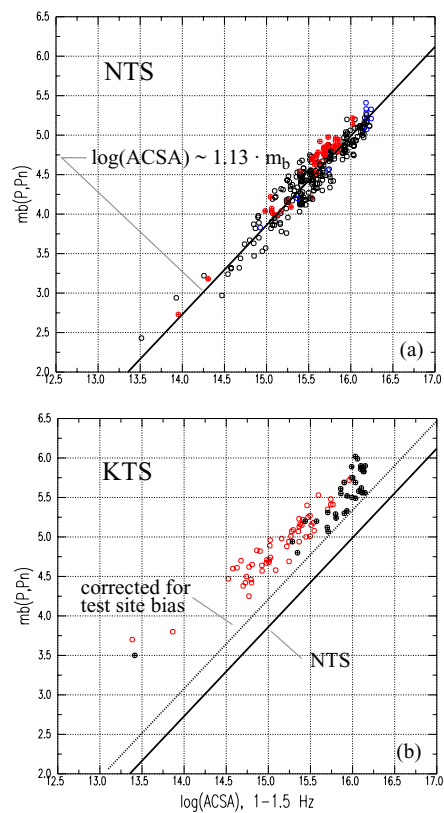 6.5
6.0
5.5
5.0
4.5
4.0
3.5
3.0
2.5
2.0
mb(P,Pn)
NTS
log(ACSA) ~ 1.13 · m_b
(a)
12.5 13.0 13.5 14.0 14.5 15.0 15.5 16.0 16.5 17.0
6.5
6.0
5.5
5.0
4.5
4.0
3.5
3.0
2.5
2.0
mb(P,Pn)
KTS
corrected for
test site bias
NTS
(b)
12.5 13.0 13.5 14.0 14.5 15.0 15.5 16.0 16.5 17.0
log(ACSA), 1-1.5 Hz